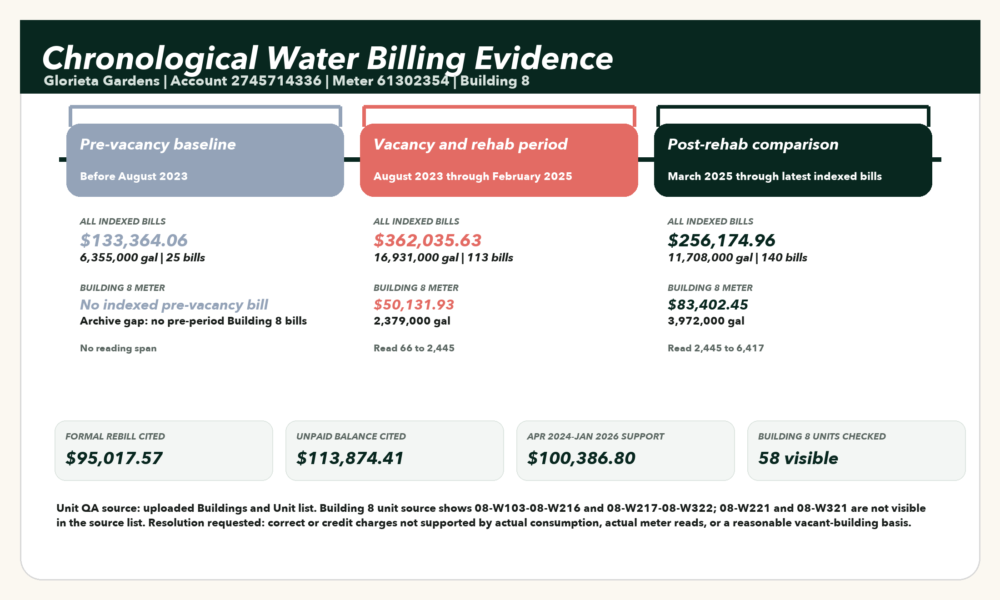 Chronological Water Billing Evidence
Glorieta Gardens | Account 2745714336 | Meter 61302354 | Building 8
Pre-vacancy baseline
Before August 2023
ALL INDEXED BILLS
$133,364.06
6,355,000 gal | 25 bills
BUILDING 8 METER
No indexed pre-vacancy bill
Archive gap: no pre-period Building 8 bills
No reading span
Vacancy and rehab period
August 2023 through February 2025
ALL INDEXED BILLS
$362,035.63
16,931,000 gal | 113 bills
BUILDING 8 METER
$50,131.93
2,379,000 gal
Read 66 to 2,445
Post-rehab comparison
March 2025 through latest indexed bills
ALL INDEXED BILLS
$256,174.96
11,708,000 gal | 140 bills
BUILDING 8 METER
$83,402.45
3,972,000 gal
Read 2,445 to 6,417
FORMAL REBILL CITED
$95,017.57
UNPAID BALANCE CITED
$113,874.41
APR 2024-JAN 2026 SUPPORT
$100,386.80
BUILDING 8 UNITS CHECKED
58 visible
Unit QA source: uploaded Buildings and Unit list. Building 8 unit source shows 08-W103-08-W216 and 08-W217-08-W322; 08-W221 and 08-W321 are not visible
in the source list. Resolution requested: correct or credit charges not supported by actual consumption, actual meter reads, or a reasonable vacant-building basis.